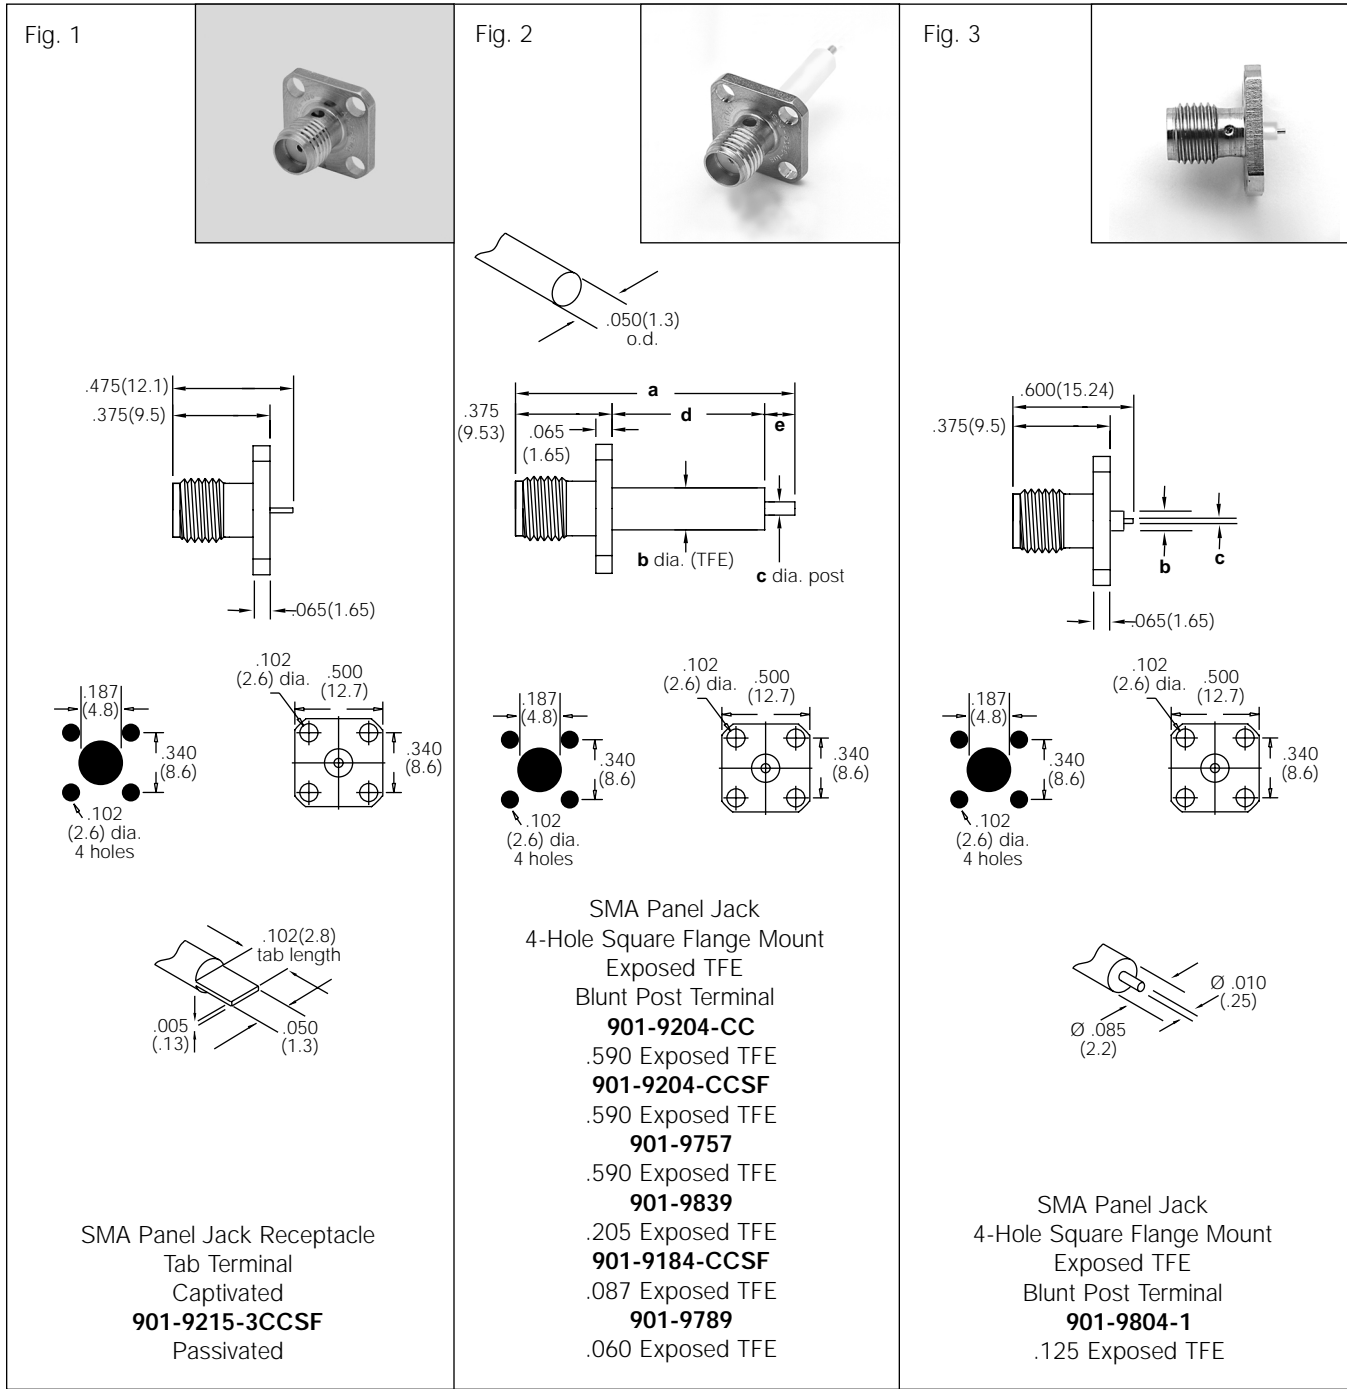 Fig. 1
.475(12.1)
.375(9.5)
.065(1.65)
.187
(4.8)
.340
(8.6)
.102
(2.6) dia.
4 holes
.102
(2.6) dia.
.500
(12.7)
.340
(8.6)
.102(2.8)
tab length
.005
(.13)
.050
(1.3)
SMA Panel Jack Receptacle
Tab Terminal
Captivated
901-9215-3CCSF
Passivated
Fig. 2
.050(1.3)
o.d.
a
.375
(9.53)
.065
(1.65)
d
e
b dia. (TFE)
c dia. post
.187
(4.8)
.340
(8.6)
.102
(2.6) dia.
4 holes
.102
(2.6) dia.
.500
(12.7)
.340
(8.6)
SMA Panel Jack
4-Hole Square Flange Mount
Exposed TFE
Blunt Post Terminal
901-9204-CC
.590 Exposed TFE
901-9204-CCSF
.590 Exposed TFE
901-9757
.590 Exposed TFE
901-9839
.205 Exposed TFE
901-9184-CCSF
.087 Exposed TFE
901-9789
.060 Exposed TFE
Fig. 3
.600(15.24)
.375(9.5)
b
c
.065(1.65)
.187
(4.8)
.340
(8.6)
.102
(2.6) dia.
4 holes
.102
(2.6) dia.
.500
(12.7)
.340
(8.6)
Ø .010
(.25)
Ø .085
(2.2)
SMA Panel Jack
4-Hole Square Flange Mount
Exposed TFE
Blunt Post Terminal
901-9804-1
.125 Exposed TFE